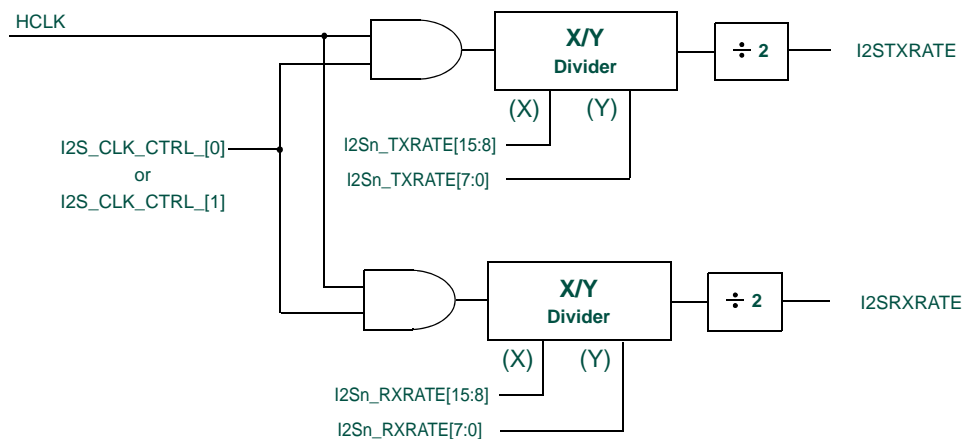 HCLK
X/Y
Divider
÷ 2
I2STXRATE
(X)
(Y)
I2Sn_TXRATE[15:8]
I2Sn_TXRATE[7:0]
I2S_CLK_CTRL_[0]
or
I2S_CLK_CTRL_[1]
X/Y
Divider
÷ 2
I2SRXRATE
(X)
(Y)
I2Sn_RXRATE[15:8]
I2Sn_RXRATE[7:0]